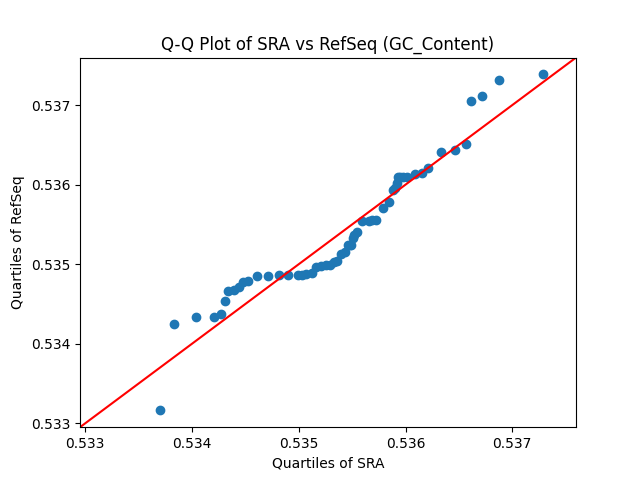 Q-Q Plot of SRA vs RefSeq (GC_Content)
Quartiles of RefSeq
0.537
0.536
0.535
0.534
0.533
0.533 0.534 0.535 0.536 0.537
Quartiles of SRA